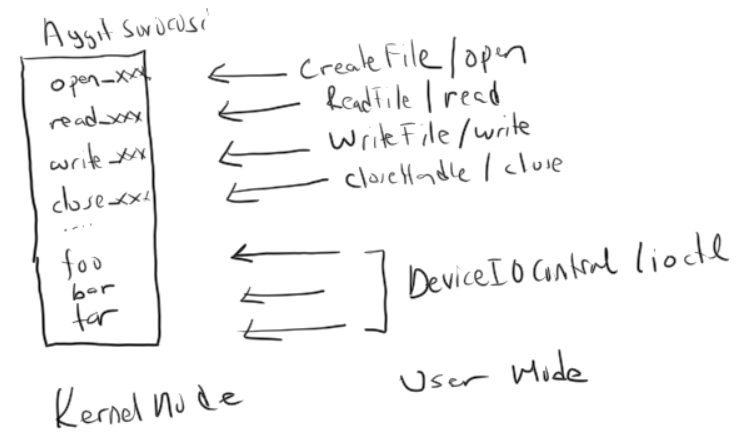 Aygıt Sürücüsü
open_xxx
read_xxx
write_xxx
close_xxx
....
foo
bar
tar
CreateFile/open
ReadFile/read
WriteFile/write
CloseHandle/close
DeviceIOControl/ioctl
Kernel Mode
User Mode